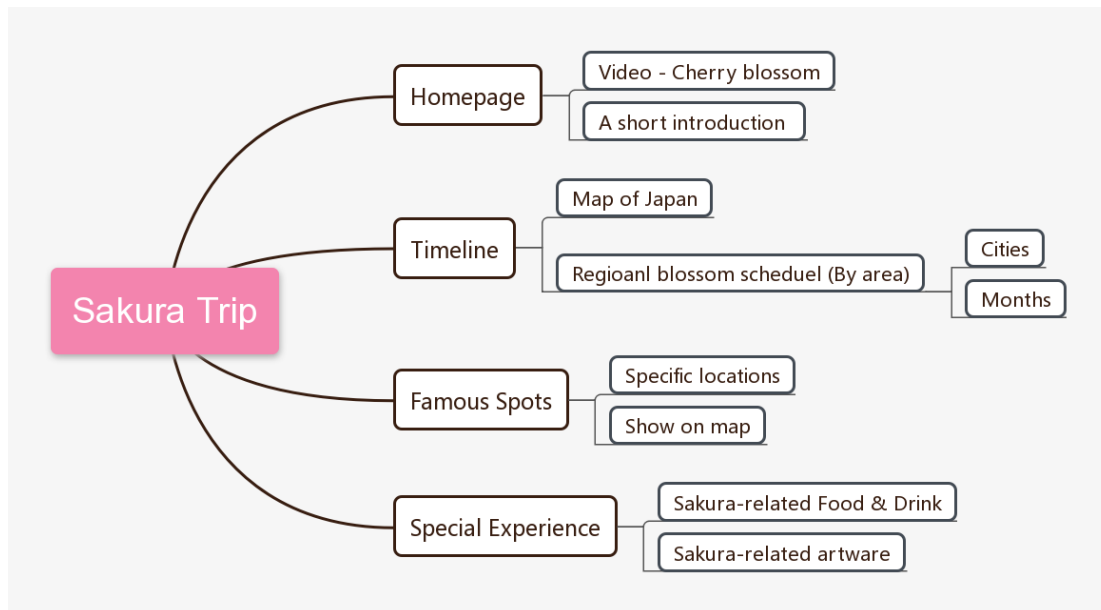 Sakura Trip
Homepage
Video - Cherry blossom
A short introduction
Timeline
Map of Japan
Regioanl blossom scheduel (By area)
Cities
Months
Famous Spots
Specific locations
Show on map
Special Experience
Sakura-related Food & Drink
Sakura-related artware